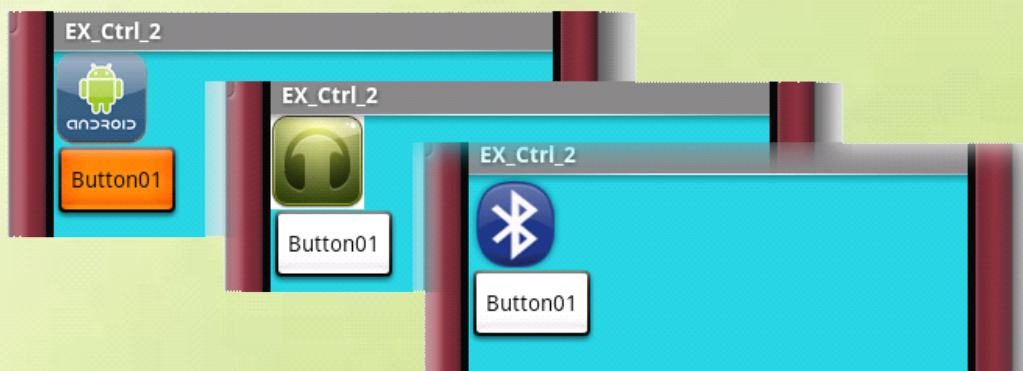 EX_Ctrl_2
ANDROID
Button01
EX_Ctrl_2
Button01
EX_Ctrl_2
Button01